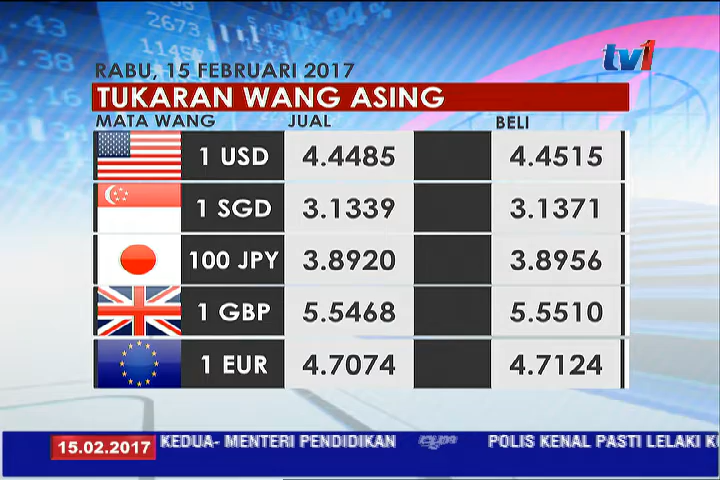 tv1
RABU, 15 FEBRUARI 2017
TUKARAN WANG ASING
MATA WANG JUAL BELI
1 USD 4.4485 4.4515
1 SGD 3.1339 3.1371
100 JPY 3.8920 3.8956
1 GBP 5.5468 5.5510
1 EUR 4.7074 4.7124
15.02.2017 KEDUA- MENTERI PENDIDIKAN POLIS KENAL PASTI LELAKI